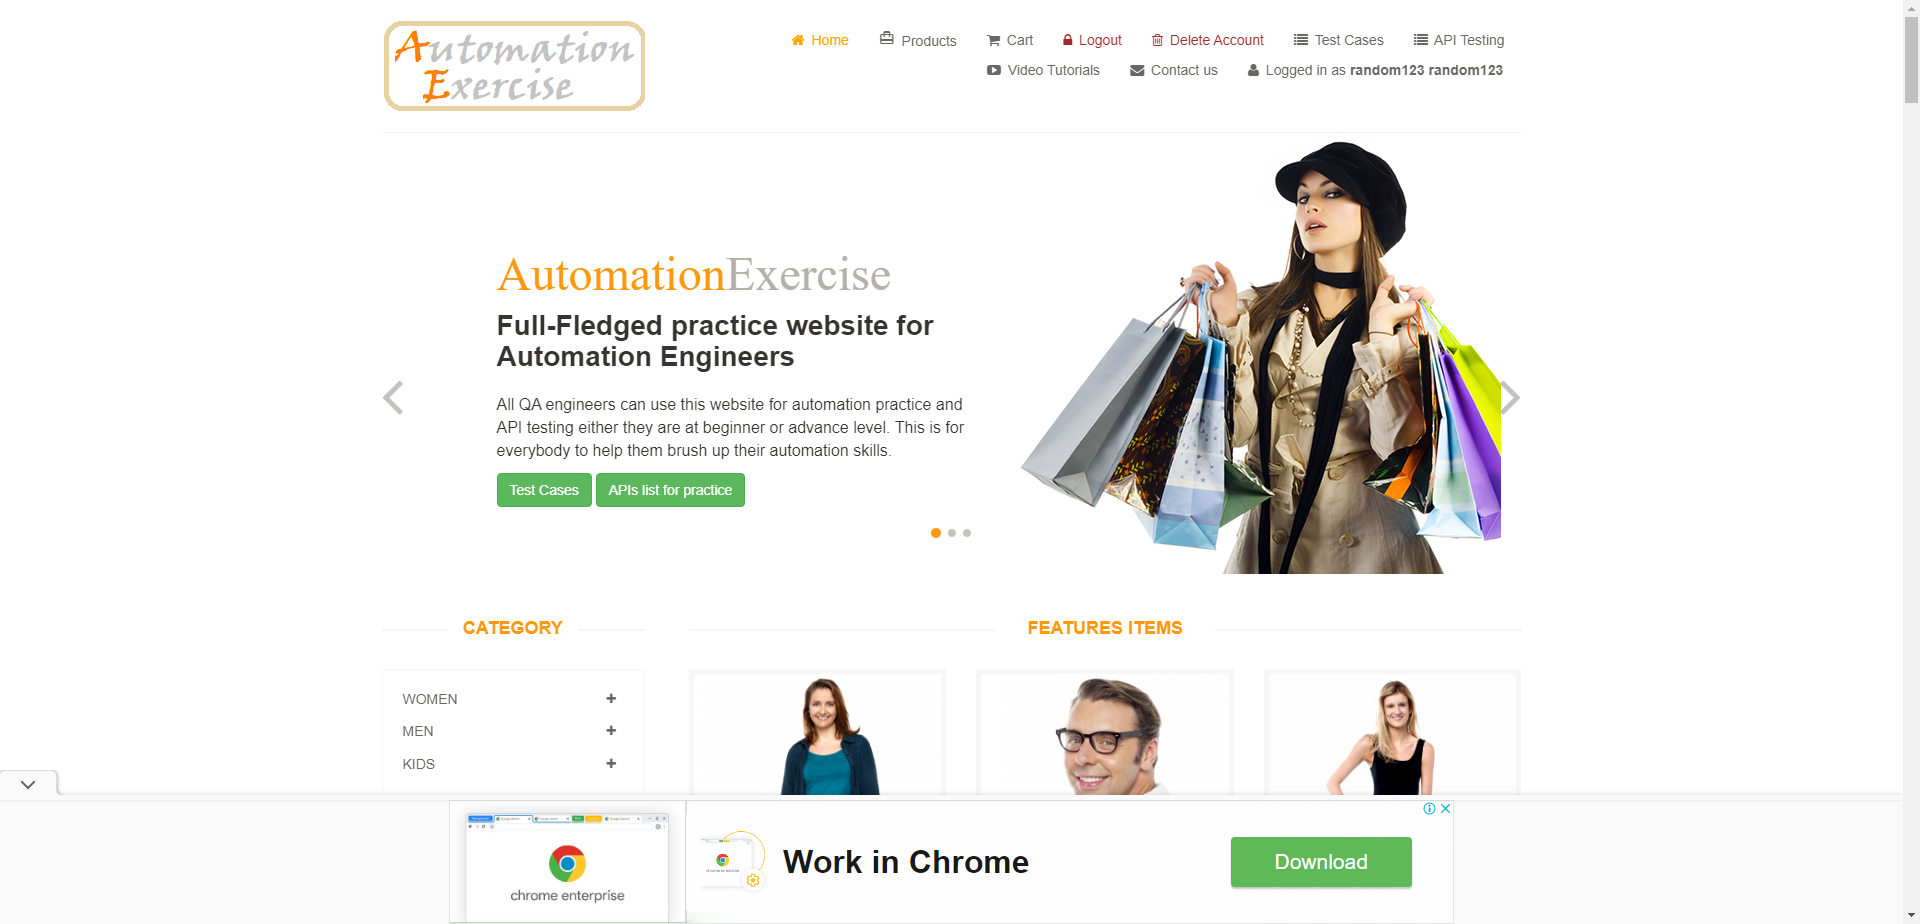 Automation
Exercise
Home Products Cart Logout Delete Account Test Cases API Testing
Video Tutorials Contact us Logged in as random123 random123
AutomationExercise
Full-Fledged practice website for
Automation Engineers
All QA engineers can use this website for automation practice and
API testing either they are at beginner or advance level. This is for
everybody to help them brush up their automation skills.
Test Cases APIs list for practice
CATEGORY
FEATURES ITEMS
WOMEN
MEN
KIDS
chrome enterprise
Work in Chrome
Download